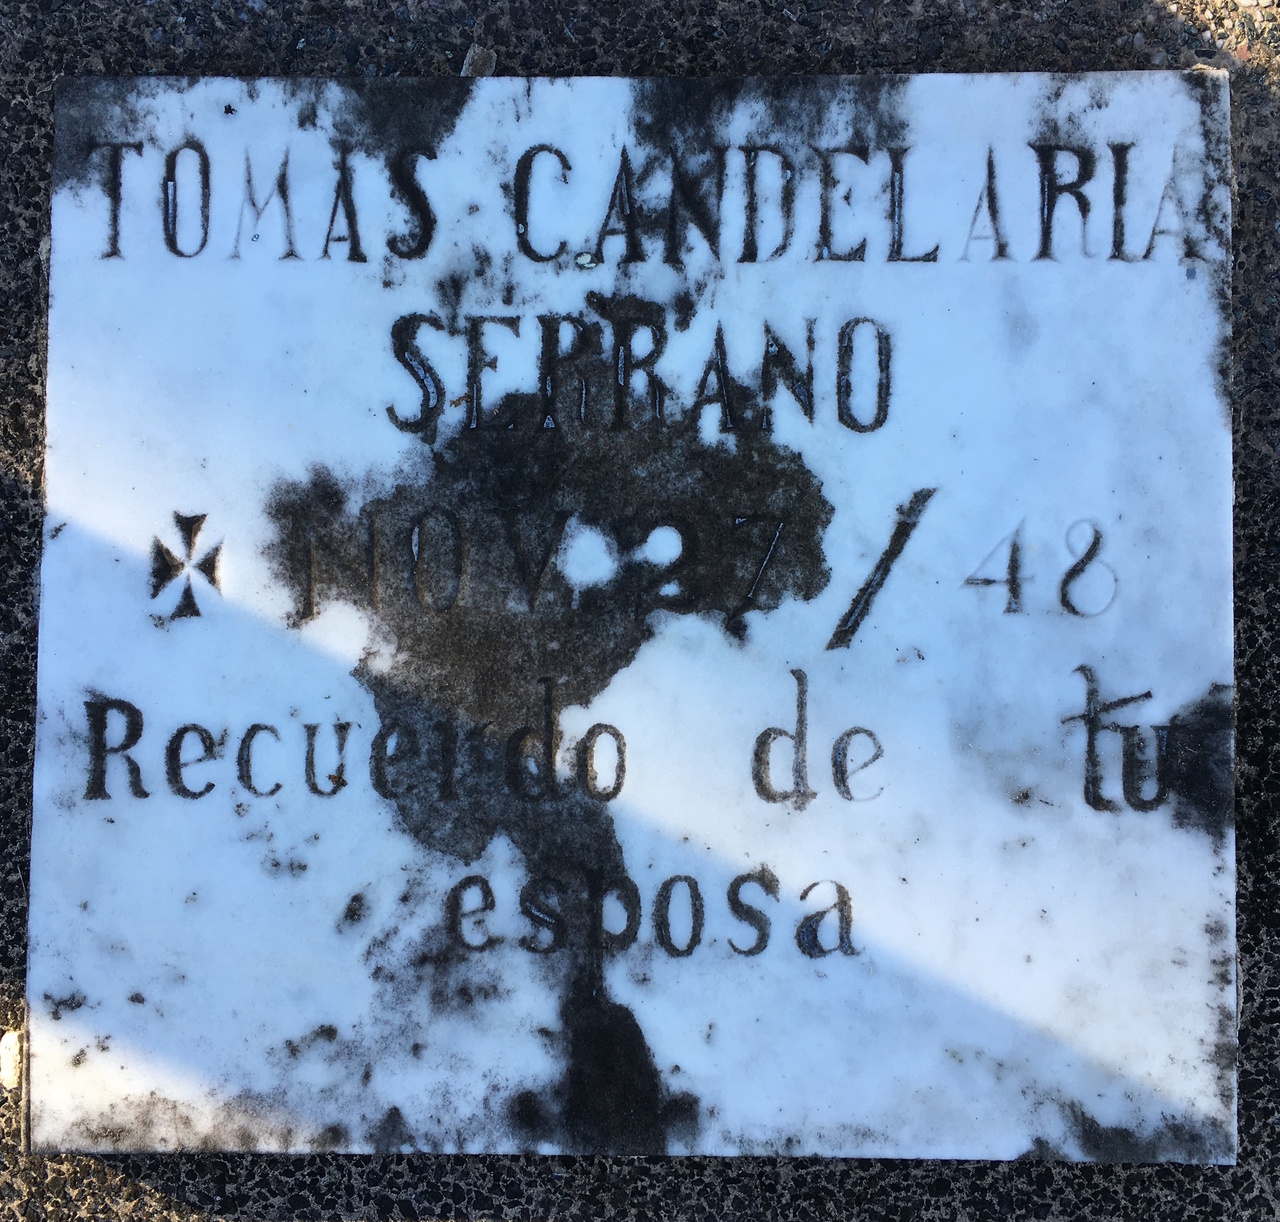 TOMAS CANDELARIA
SERRANO
✠ NOV 27 / 48
Recuerdo de tu
esposa